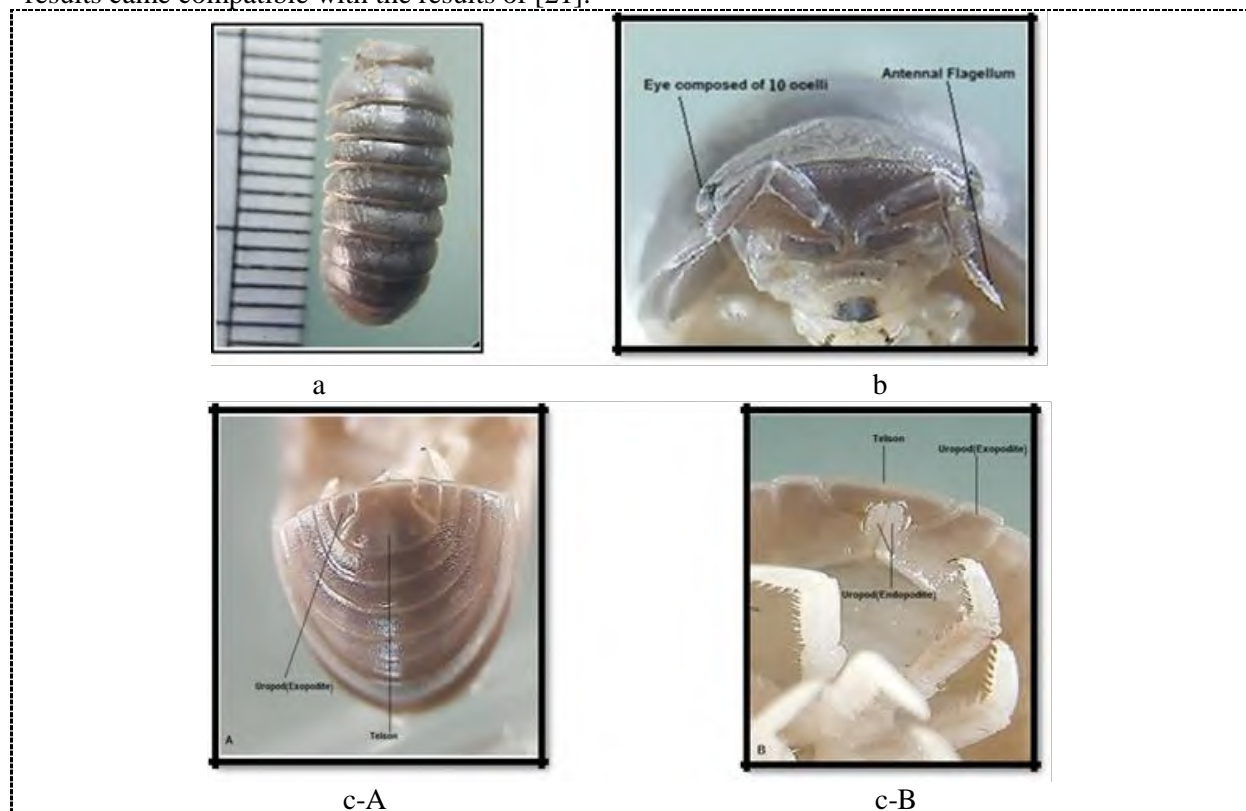 results came compatible with the results of [21].
Eye composed of 10 ocelli
Antennal Flagellum
a
b
Telson
Uropod(Exopodite)
Uropod(Exopodite)
Uropod(Endopodite)
Telson
A
B
c-A
c-B